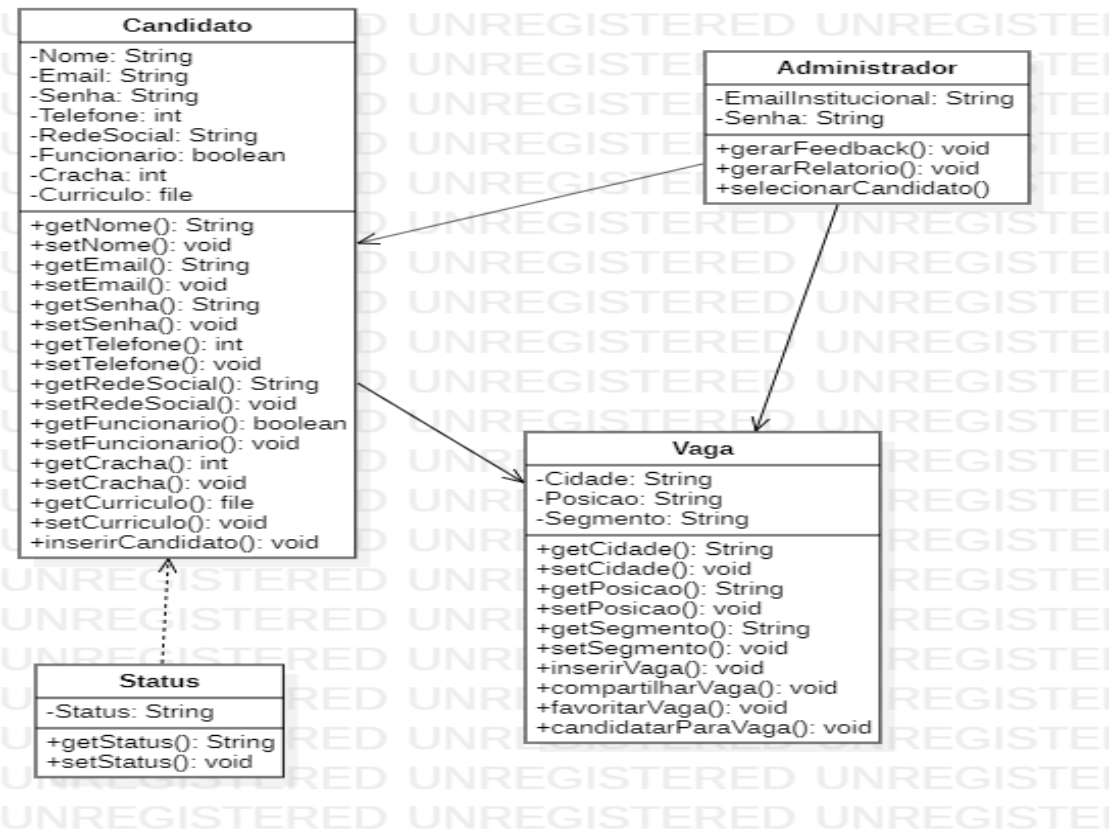 Candidato
-Nome: String
-Email: String
-Senha: String
-Telefone: int
-RedeSocial: String
-Funcionario: boolean
-Cracha: int
-Curriculo: file
+getNome(): String
+setNome(): void
+getEmail(): String
+setEmail(): void
+getSenha(): String
+setSenha(): void
+getTelefone(): int
+setTelefone(): void
+getRedeSocial(): String
+setRedeSocial(): void
+getFuncionario(): boolean
+setFuncionario(): void
+getCracha(): int
+setCracha(): void
+getCurriculo(): file
+setCurriculo(): void
+inserirCandidato(): void
Administrador
-EmailInstitucional: String
-Senha: String
+gerarFeedback(): void
+gerarRelatorio(): void
+selecionarCandidato()
Vaga
-Cidade: String
-Posicao: String
-Segmento: String
+getCidade(): String
+setCidade(): void
+getPosicao(): String
+setPosicao(): void
+getSegmento(): String
+setSegmento(): void
+inserirVaga(): void
+compartilharVaga(): void
+favoritarVaga(): void
+candidatarParaVaga(): void
Status
-Status: String
+getStatus(): String
+setStatus(): void
UNREGISTERED UNREGISTERED